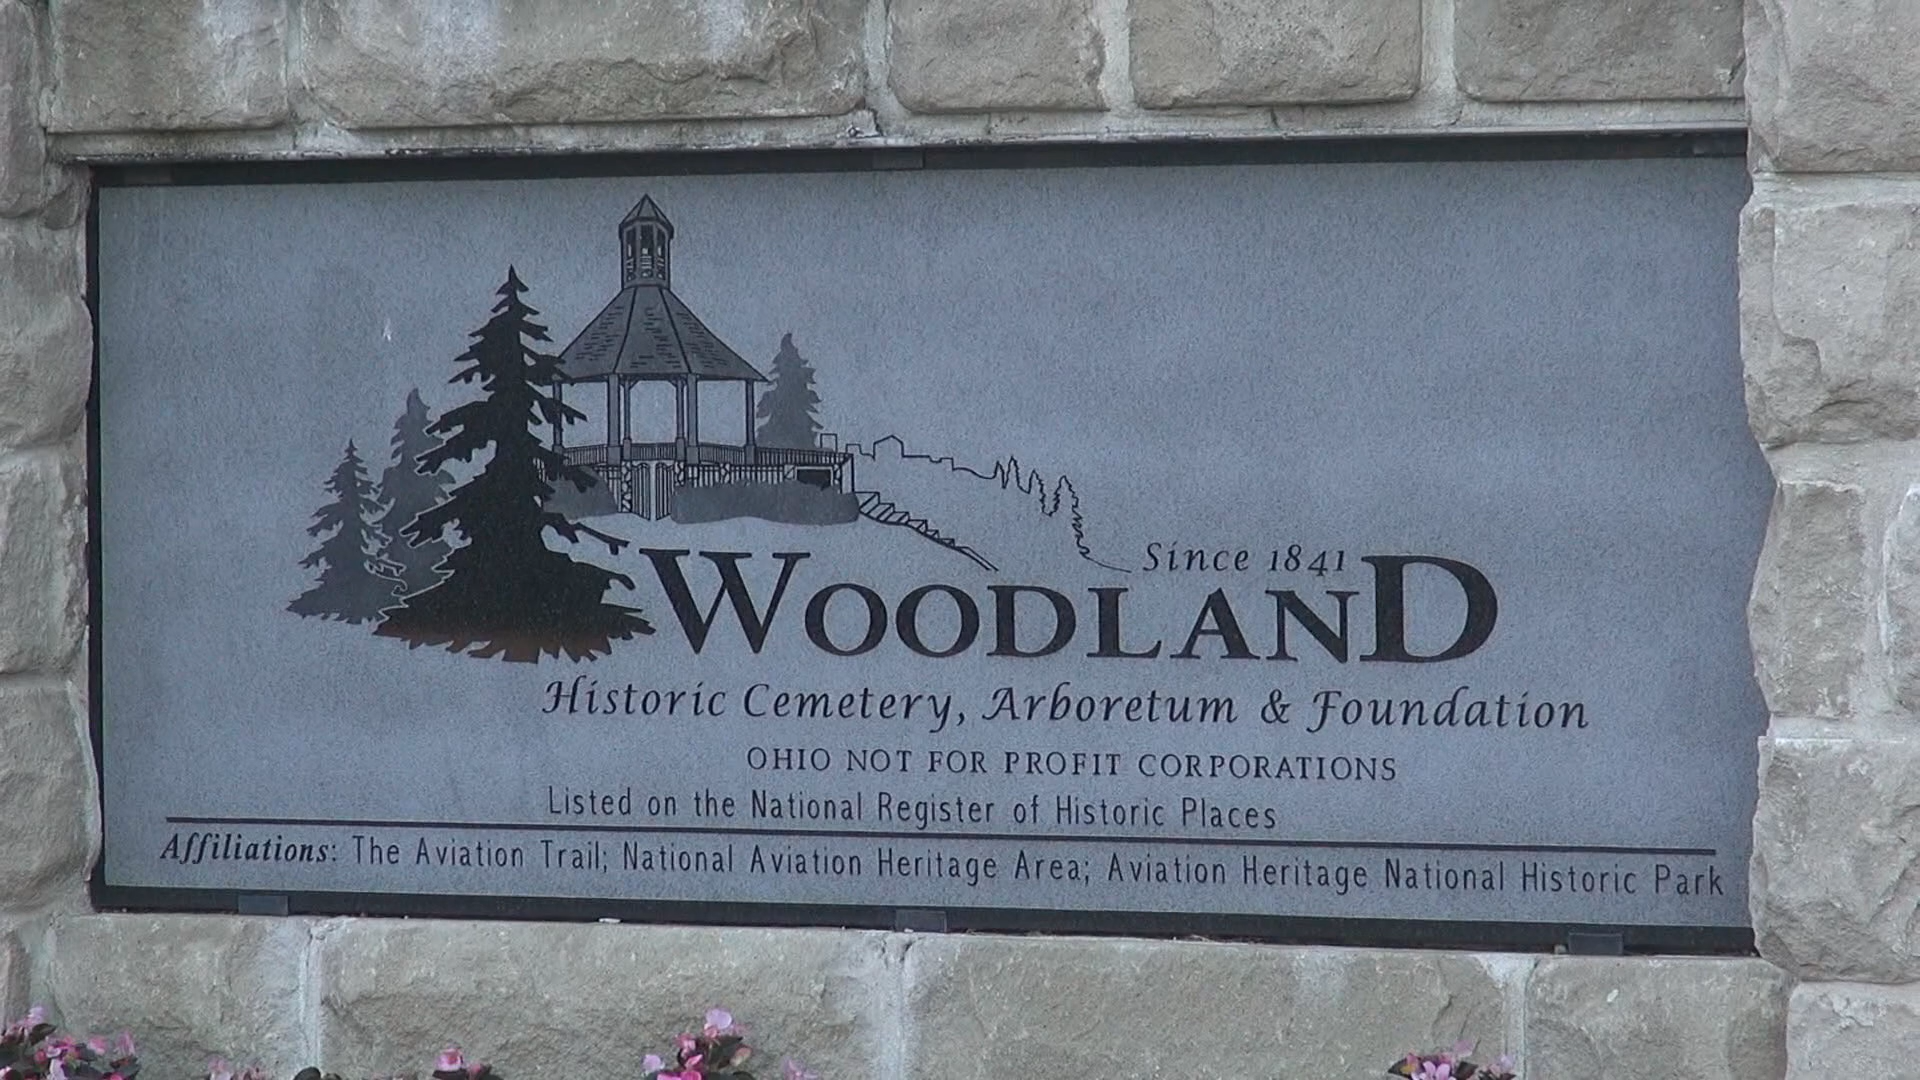 Since 1841
WOODLAND
Historic Cemetery, Arboretum & Foundation
OHIO NOT FOR PROFIT CORPORATIONS
Listed on the National Register of Historic Places
Affiliations: The Aviation Trail; National Aviation Heritage Area; Aviation Heritage National Historic Park